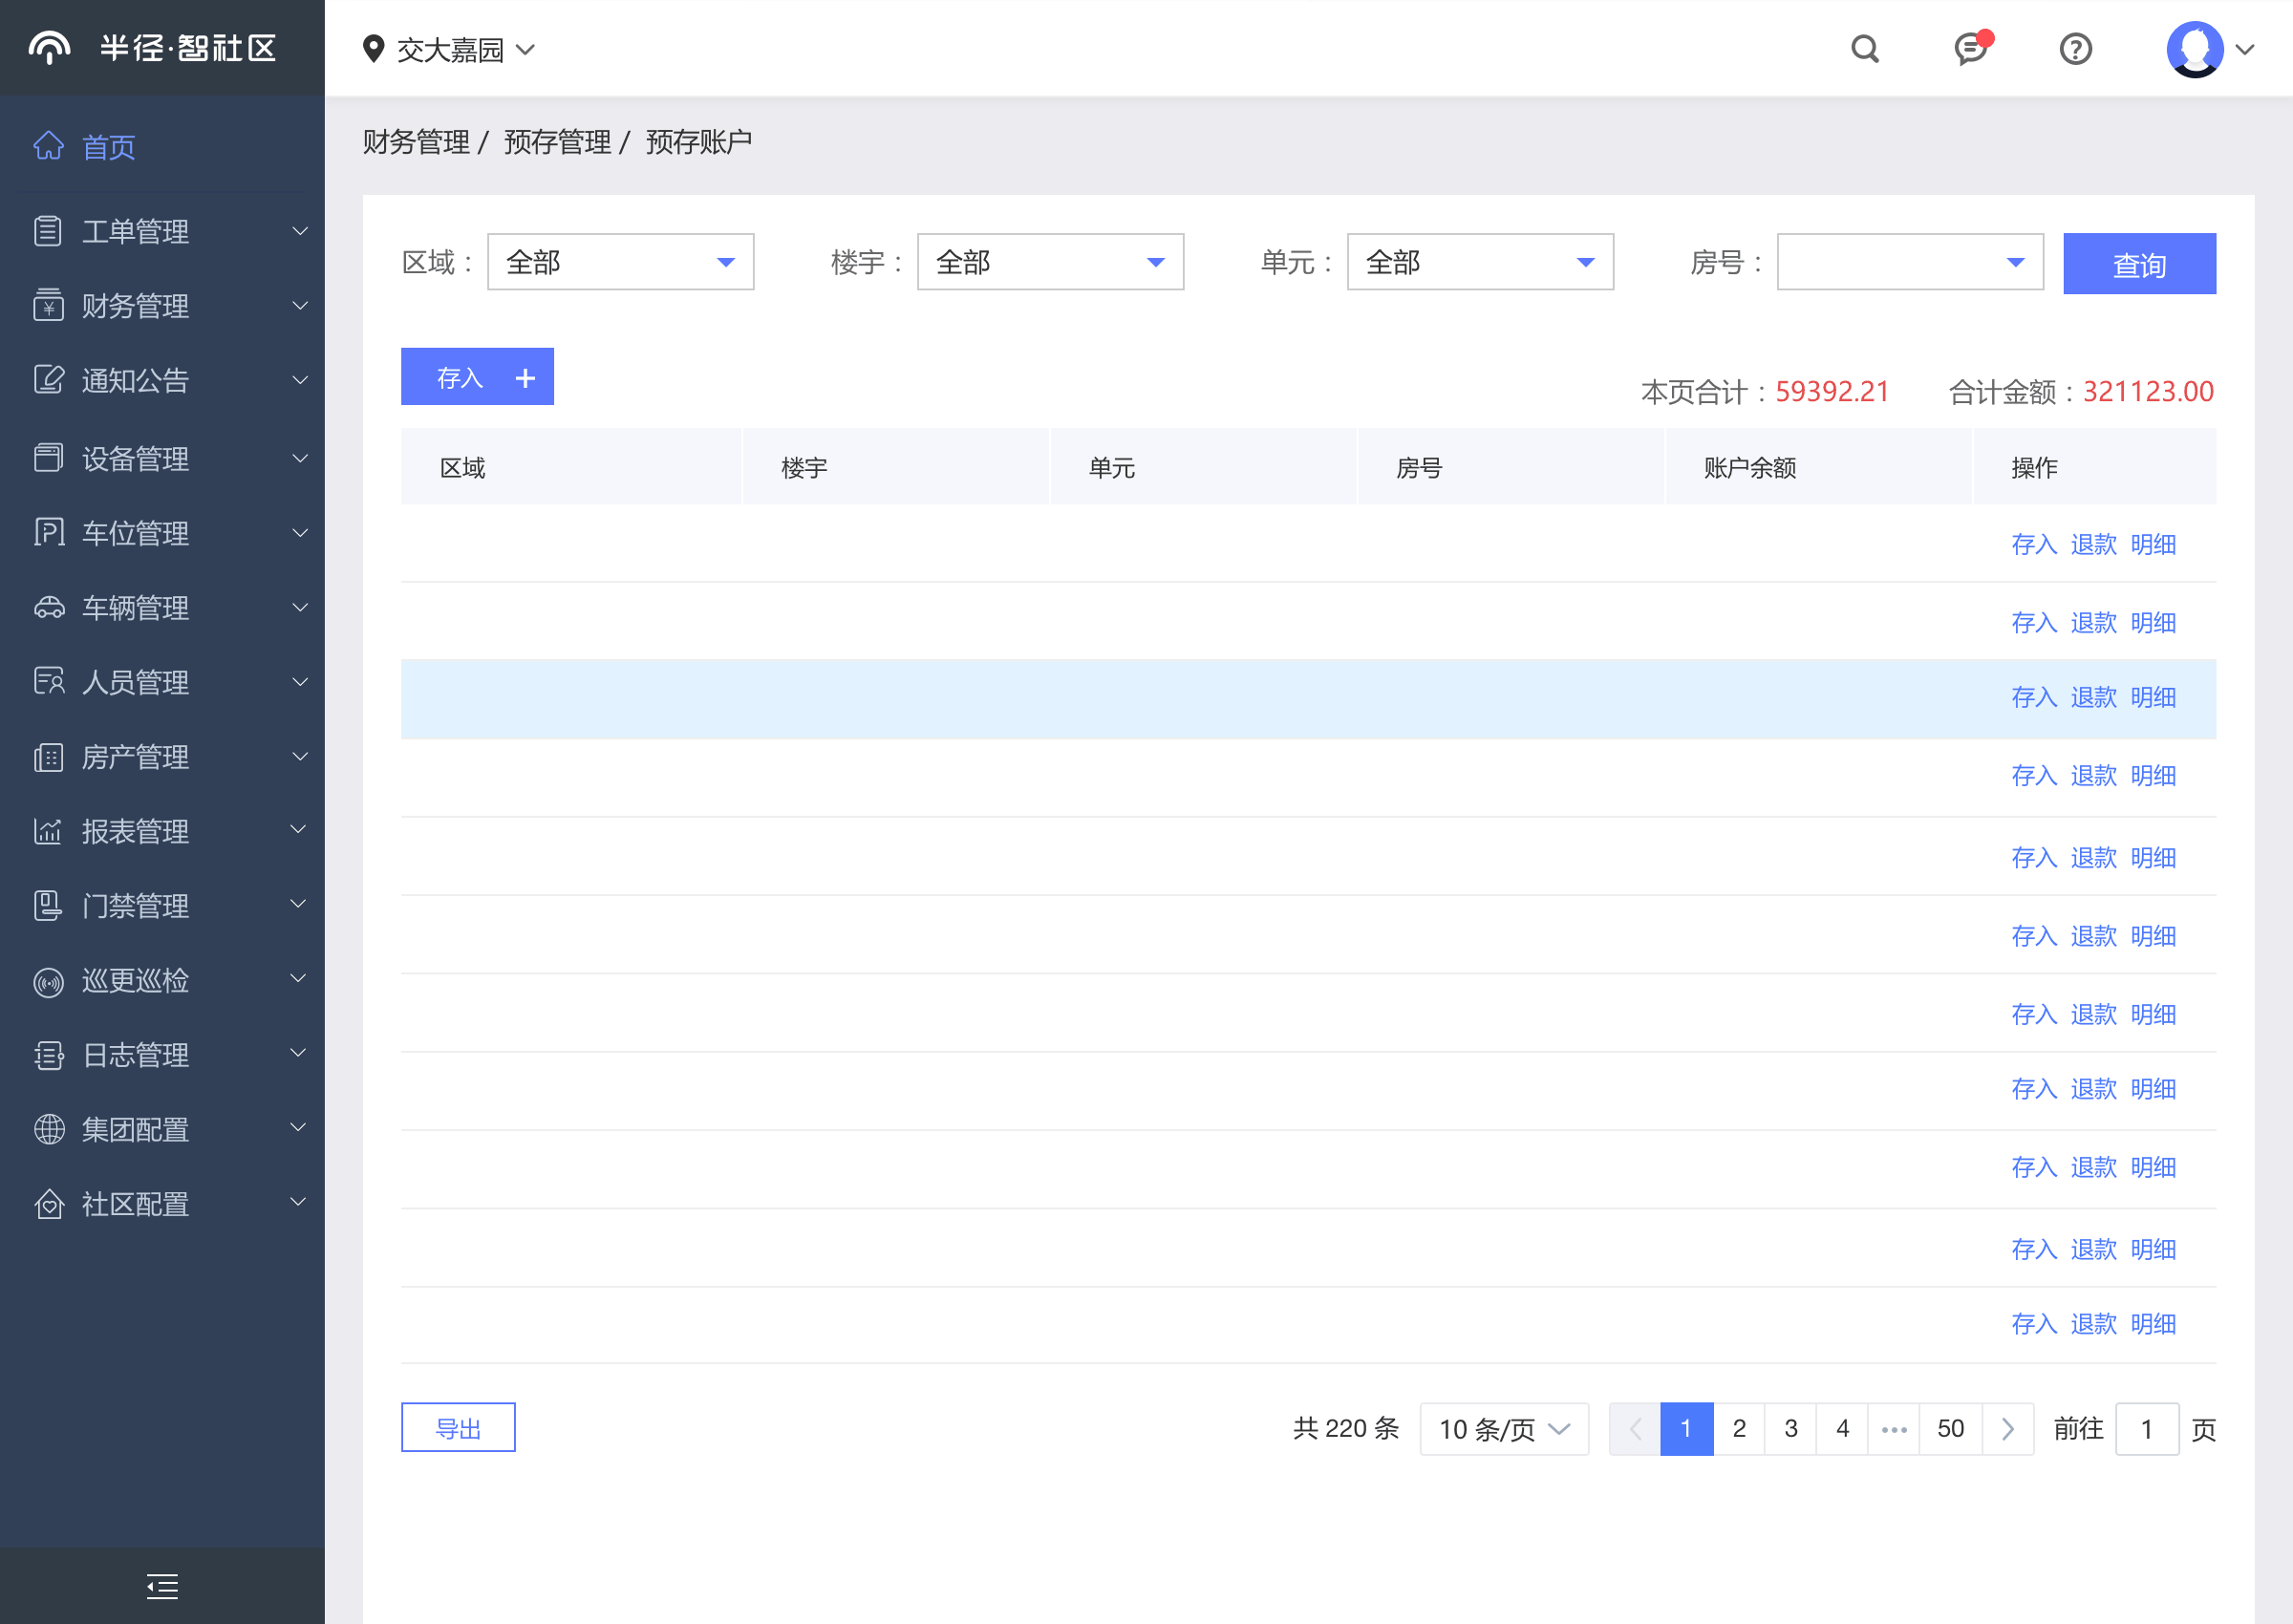 半径·智社区
交大嘉园
首页
工单管理
财务管理
通知公告
设备管理
车位管理
车辆管理
人员管理
房产管理
报表管理
门禁管理
巡更巡检
日志管理
集团配置
社区配置
财务管理 / 预存管理 / 预存账户
区域： 全部 楼宇： 全部 单元： 全部 房号： 查询
存入 +
本页合计：59392.21 合计金额：321123.00
区域 楼宇 单元 房号 账户余额 操作
存入 退款 明细
存入 退款 明细
存入 退款 明细
存入 退款 明细
存入 退款 明细
存入 退款 明细
存入 退款 明细
存入 退款 明细
存入 退款 明细
存入 退款 明细
存入 退款 明细
导出 共 220 条 10 条/页 1 2 3 4 ••• 50 前往 1 页